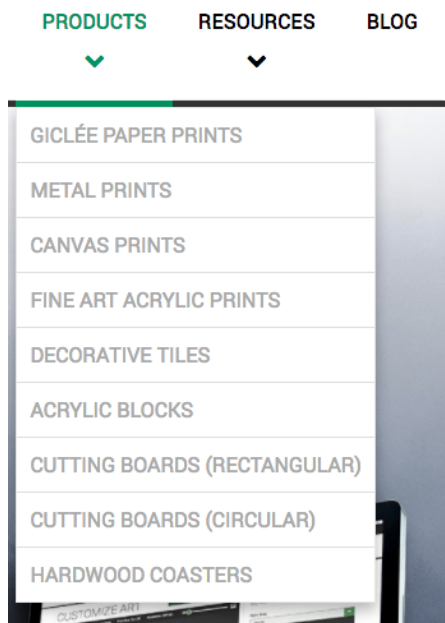 PRODUCTS RESOURCES BLOG
GICLÉE PAPER PRINTS
METAL PRINTS
CANVAS PRINTS
FINE ART ACRYLIC PRINTS
DECORATIVE TILES
ACRYLIC BLOCKS
CUTTING BOARDS (RECTANGULAR)
CUTTING BOARDS (CIRCULAR)
HARDWOOD COASTERS
CUSTOMIZE ART